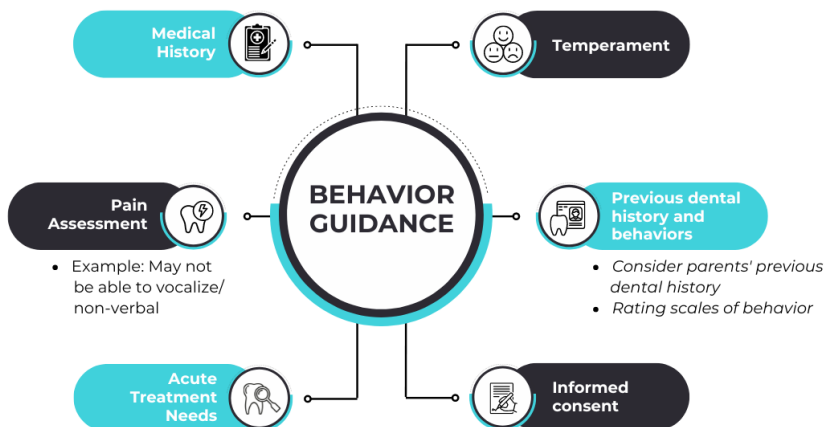 Medical
History
Temperament
BEHAVIOR
GUIDANCE
Pain
Assessment
• Example: May not
be able to vocalize/
non-verbal
Previous dental
history and
behaviors
• Consider parents' previous
dental history
• Rating scales of behavior
Acute
Treatment
Needs
Informed
consent